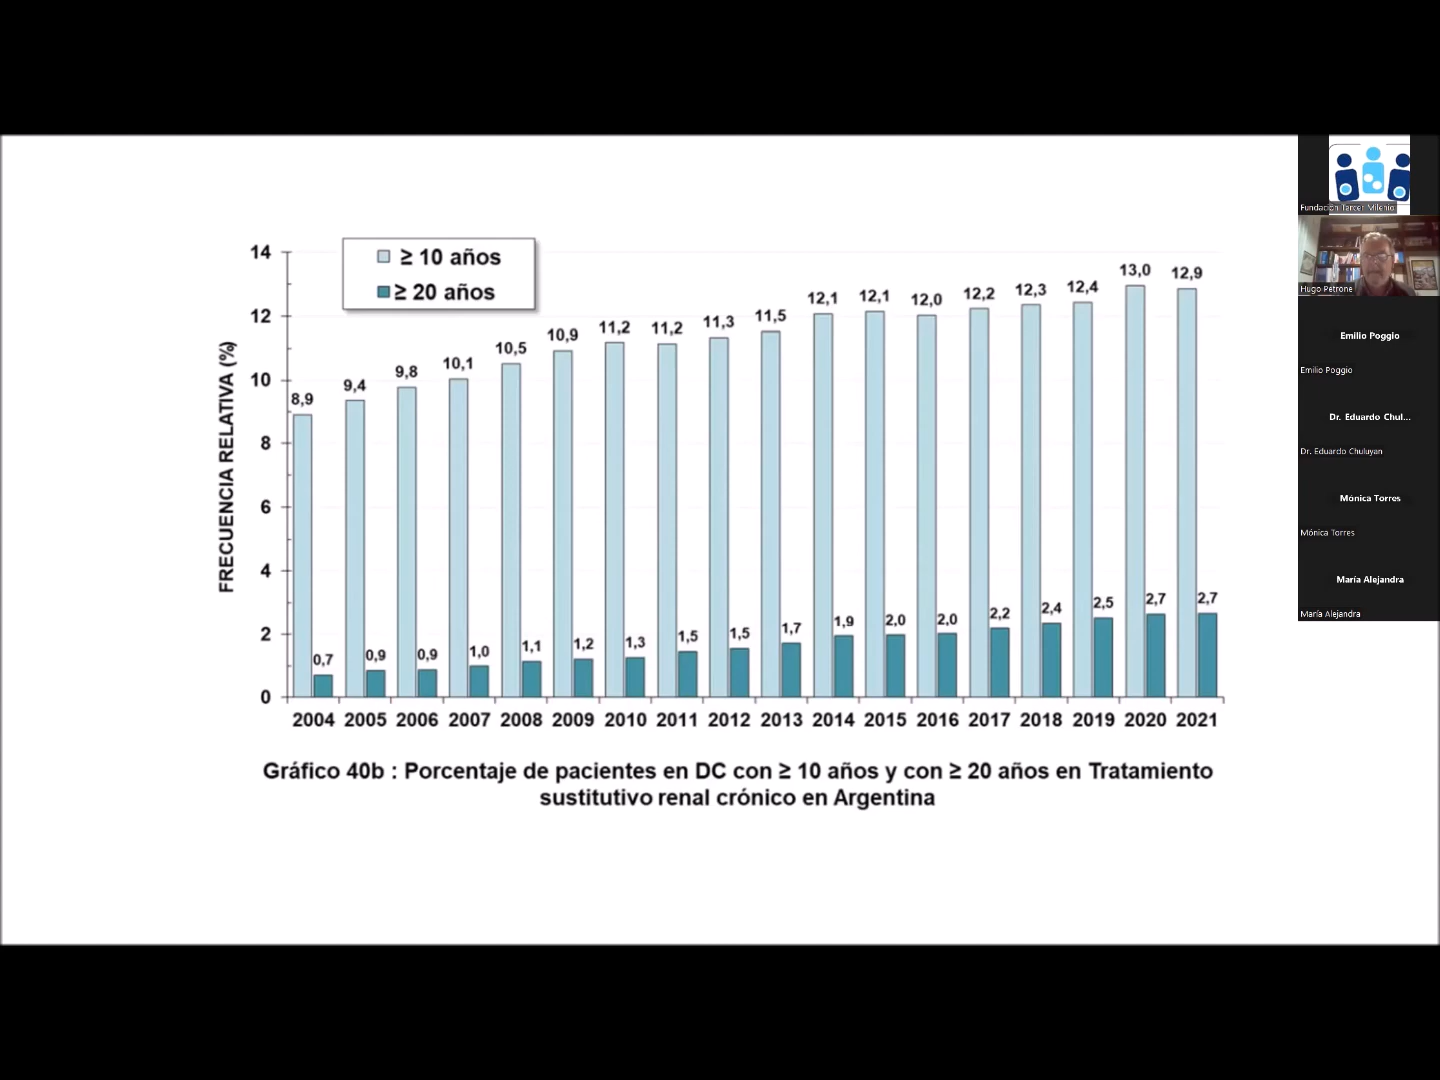 ≥ 10 años
≥ 20 años
FRECUENCIA RELATIVA (%)
14
12
10
8
6
4
2
0
8,9
9,4
9,8
10,1
10,5
10,9
11,2
11,2
11,3
11,5
12,1
12,1
12,0
12,2
12,3
12,4
13,0
12,9
0,7
0,9
0,9
1,0
1,1
1,2
1,3
1,5
1,5
1,7
1,9
2,0
2,0
2,2
2,4
2,5
2,7
2,7
2004 2005 2006 2007 2008 2009 2010 2011 2012 2013 2014 2015 2016 2017 2018 2019 2020 2021
Gráfico 40b : Porcentaje de pacientes en DC con ≥ 10 años y con ≥ 20 años en Tratamiento
sustitutivo renal crónico en Argentina
Fundación Tercer Milenio
Hugo Petrone
Emilio Poggio
Emilio Poggio
Dr. Eduardo Chul...
Dr. Eduardo Chuluyan
Mónica Torres
Mónica Torres
María Alejandra
María Alejandra